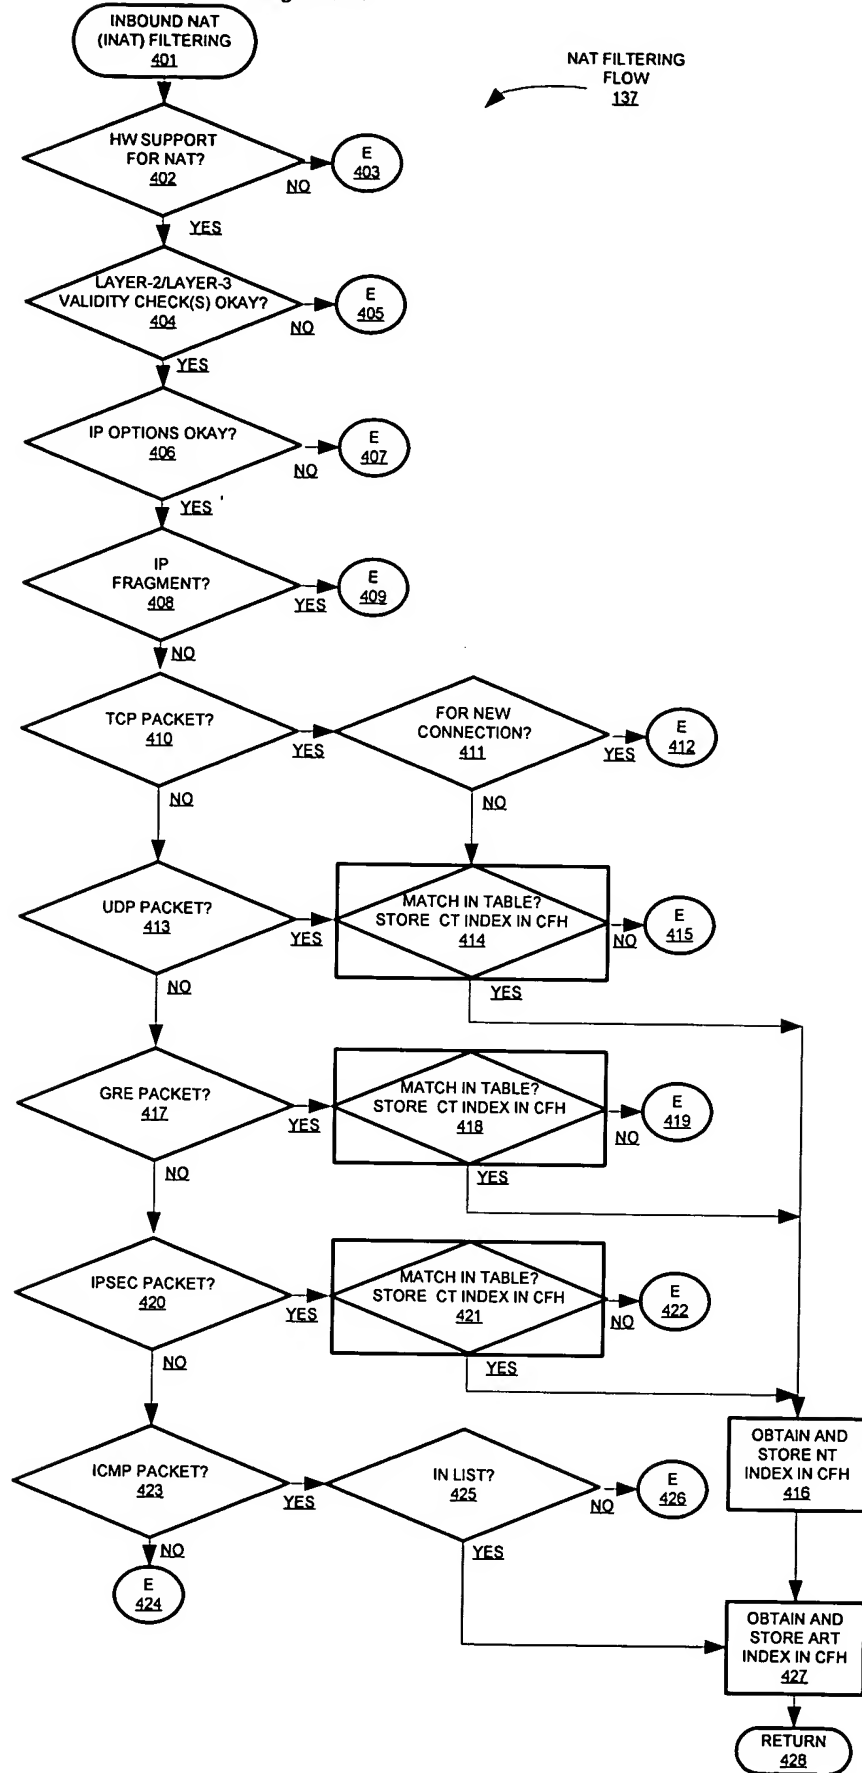 INBOUND NAT
(INAT) FILTERING
401
NAT FILTERING
FLOW
137
HW SUPPORT
FOR NAT?
402
NO
E
403
YES
LAYER-2/LAYER-3
VALIDITY CHECK(S) OKAY?
404
NO
E
405
YES
IP OPTIONS OKAY?
406
NO
E
407
YES
IP
FRAGMENT?
408
YES
E
409
NO
TCP PACKET?
410
YES
FOR NEW
CONNECTION?
411
YES
E
412
NO
NO
UDP PACKET?
413
YES
MATCH IN TABLE?
STORE CT INDEX IN CFH
414
NO
E
415
NO
YES
GRE PACKET?
417
YES
MATCH IN TABLE?
STORE CT INDEX IN CFH
418
NO
E
419
NO
YES
IPSEC PACKET?
420
YES
MATCH IN TABLE?
STORE CT INDEX IN CFH
421
NO
E
422
NO
YES
OBTAIN AND
STORE NT
INDEX IN CFH
416
ICMP PACKET?
423
YES
IN LIST?
425
NO
E
426
NO
YES
E
424
OBTAIN AND
STORE ART
INDEX IN CFH
427
RETURN
428